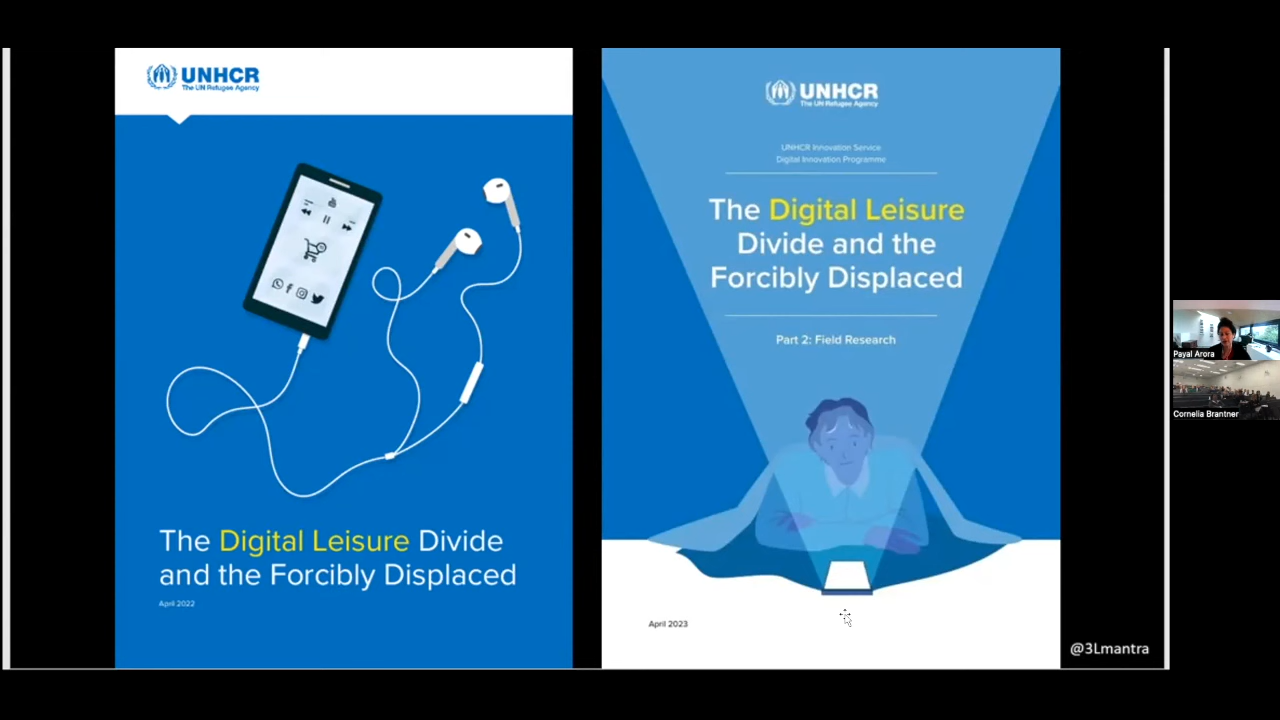 UNHCR
The UN Refugee Agency
The Digital Leisure Divide
and the Forcibly Displaced
April 2022
UNHCR
The UN Refugee Agency
UNHCR Innovation Service
Digital Innovation Programme
The Digital Leisure
Divide and the
Forcibly Displaced
Part 2: Field Research
April 2023
@3Lmantra
Payal Arora
Cornelia Brantner